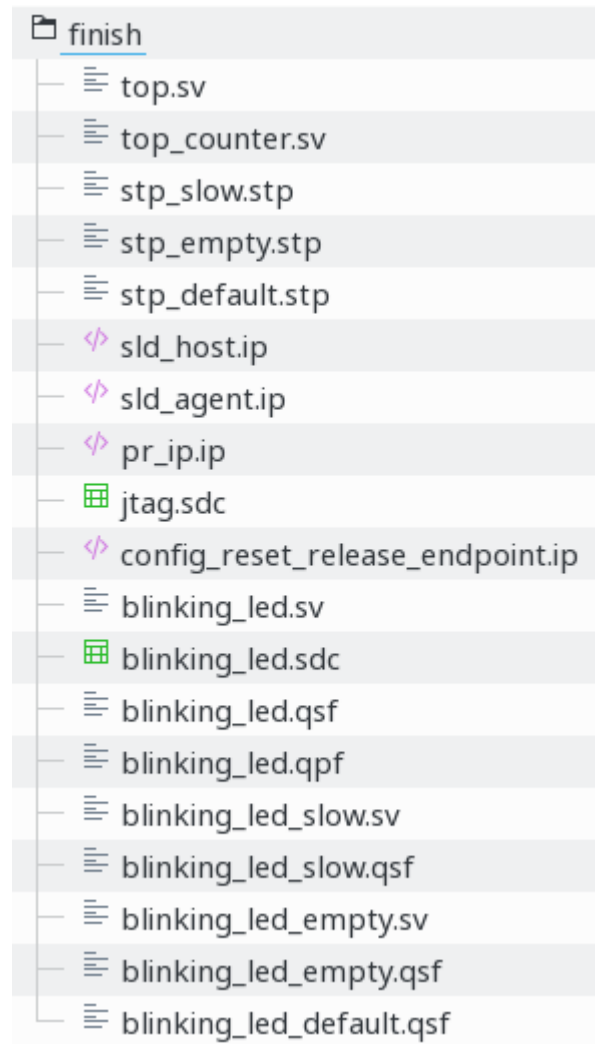 finish
top.sv
top_counter.sv
stp_slow.stp
stp_empty.stp
stp_default.stp
sld_host.ip
sld_agent.ip
pr_ip.ip
jtag.sdc
config_reset_release_endpoint.ip
blinking_led.sv
blinking_led.sdc
blinking_led.qsf
blinking_led.qpf
blinking_led_slow.sv
blinking_led_slow.qsf
blinking_led_empty.sv
blinking_led_empty.qsf
blinking_led_default.qsf